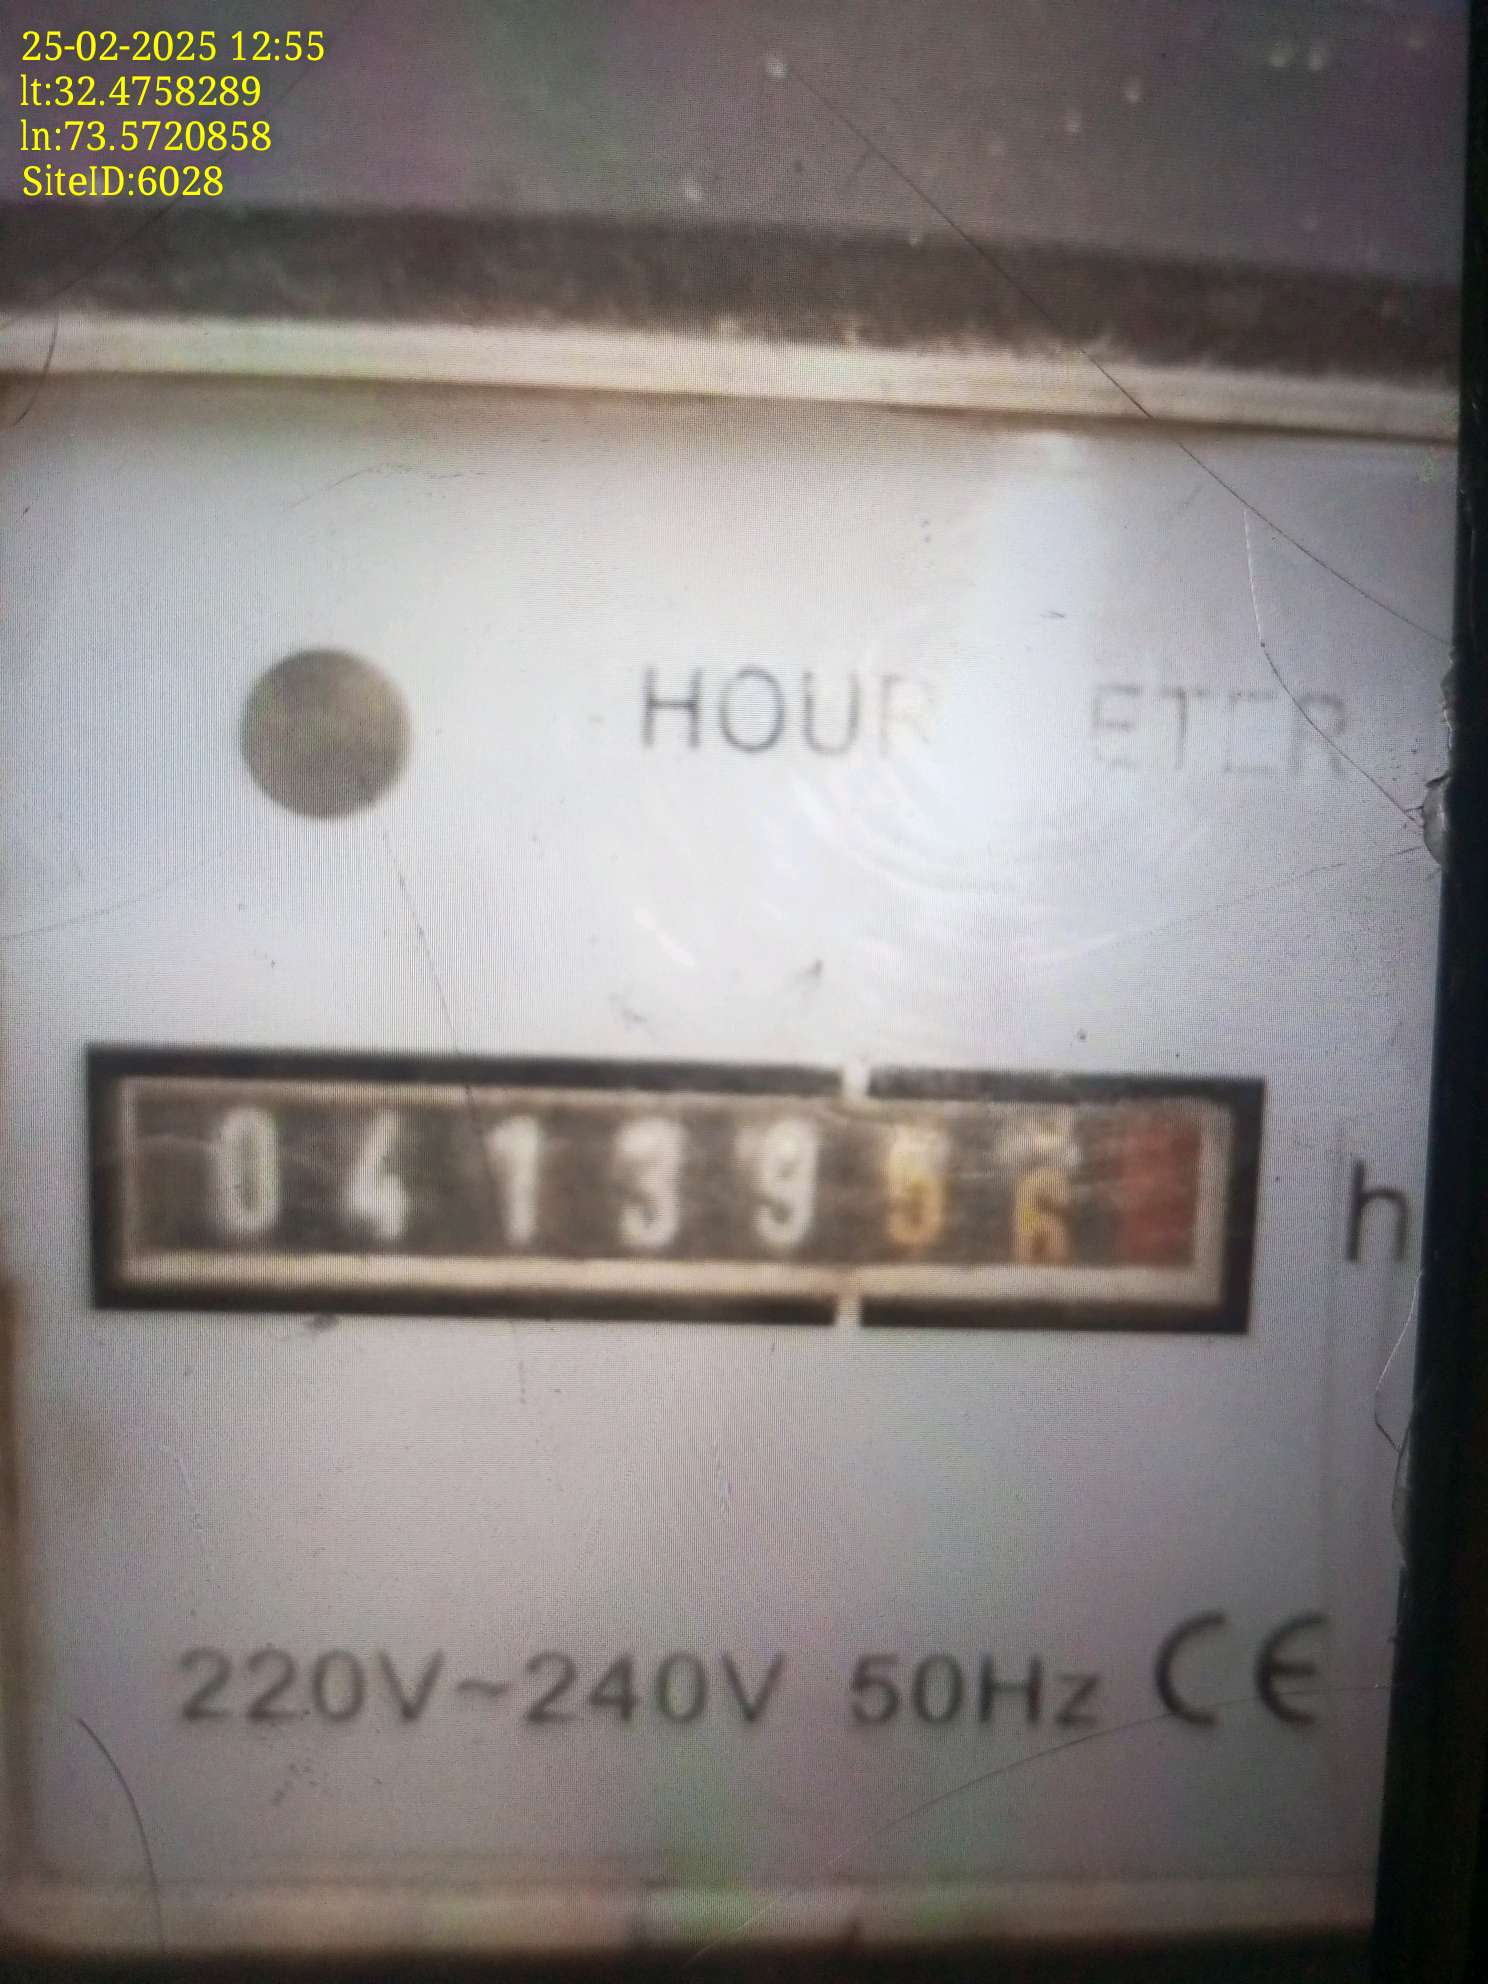 25-02-2025 12:55
lt:32.4758289
ln:73.5720858
SiteID:6028
HOUR ETER
04139 h
220V~240V 50Hz CE